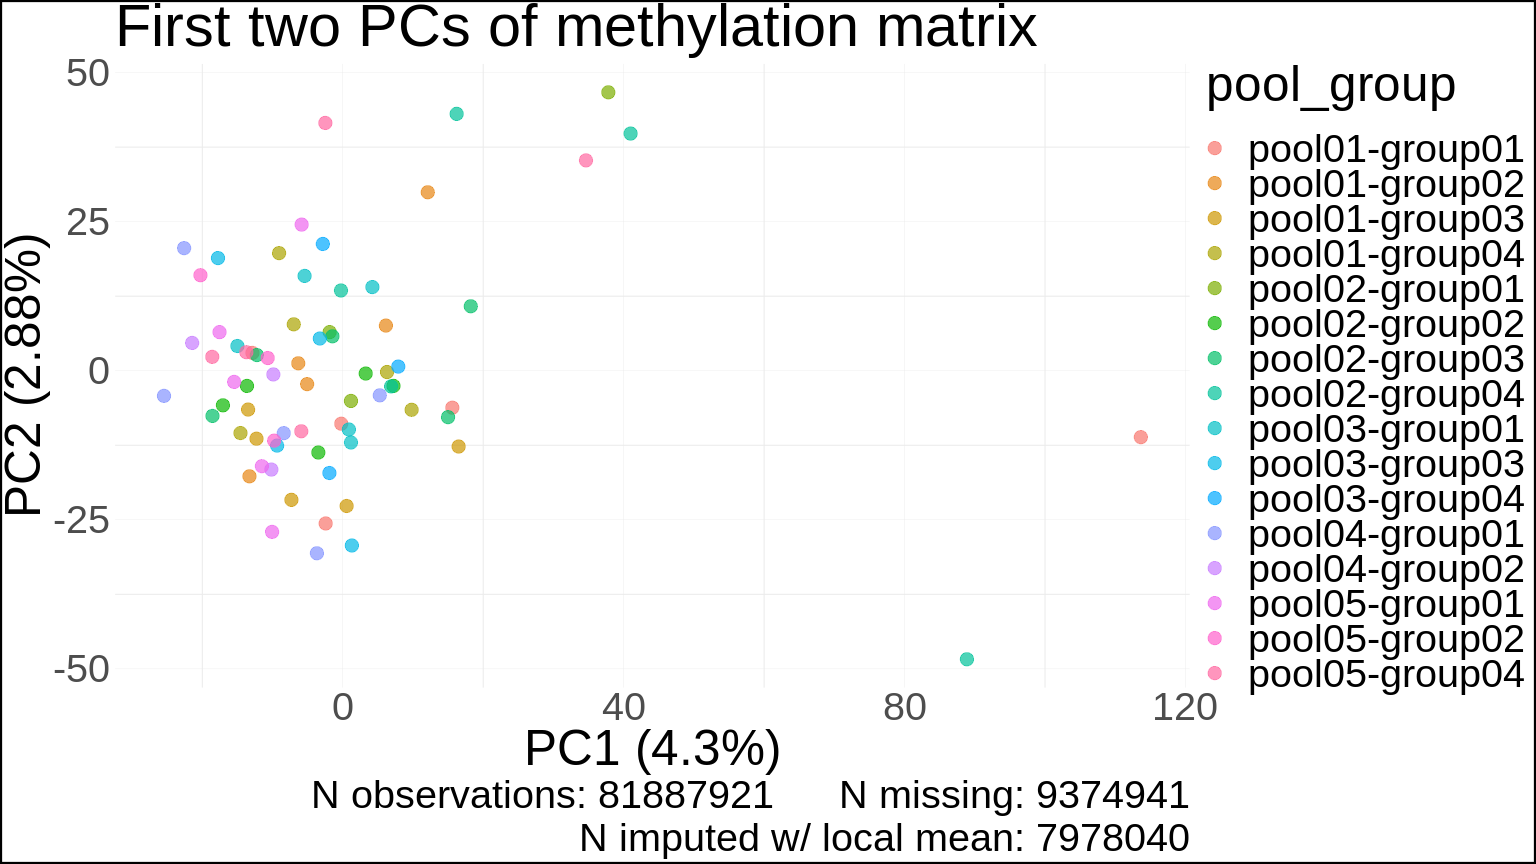 First two PCs of methylation matrix
50
25
0
-25
-50
PC2 (2.88%)
0 40 80 120
PC1 (4.3%)
N observations: 81887921 N missing: 9374941
N imputed w/ local mean: 7978040
pool_group
pool01-group01
pool01-group02
pool01-group03
pool01-group04
pool02-group01
pool02-group02
pool02-group03
pool02-group04
pool03-group01
pool03-group03
pool03-group04
pool04-group01
pool04-group02
pool05-group01
pool05-group02
pool05-group04